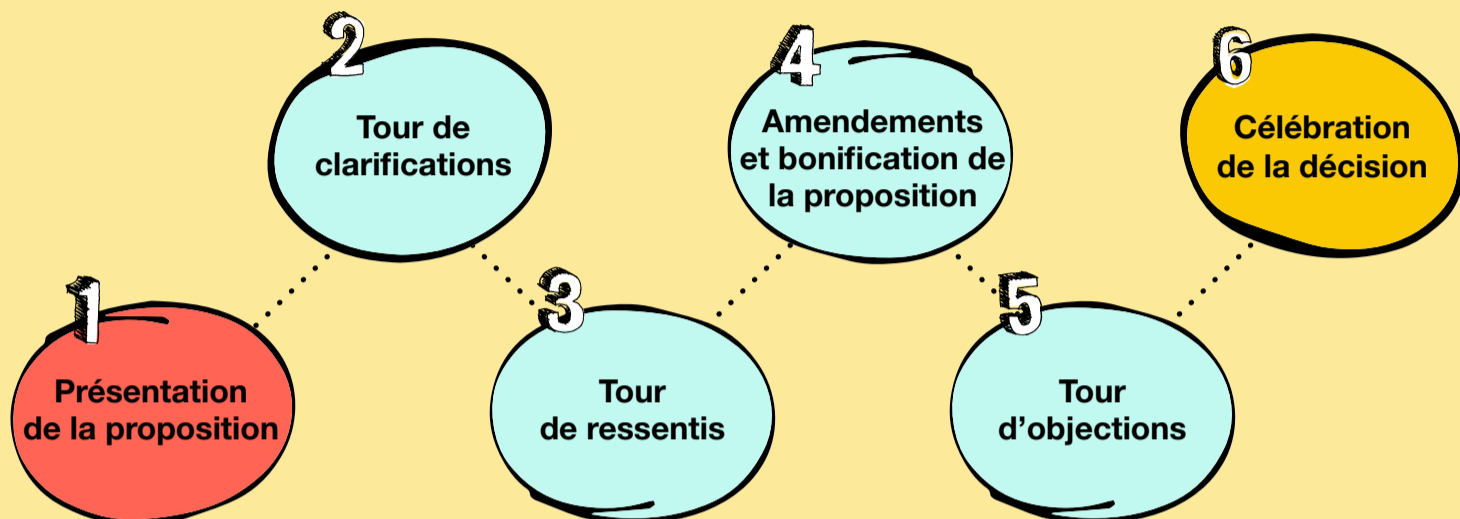 1
Présentation
de la proposition
2
Tour de
clarifications
3
Tour
de ressentis
4
Amendements
et bonification de
la proposition
5
Tour
d’objections
6
Célébration
de la décision